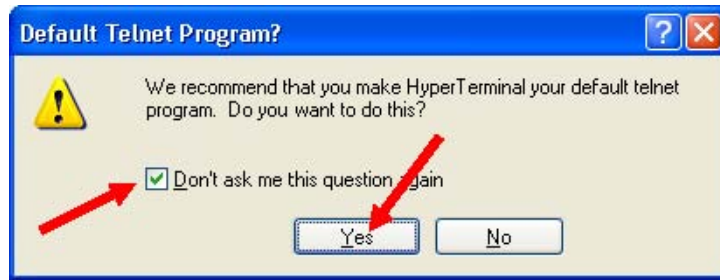 Default Telnet Program?
We recommend that you make HyperTerminal your default telnet
program. Do you want to do this?
Don't ask me this question again
Yes
No